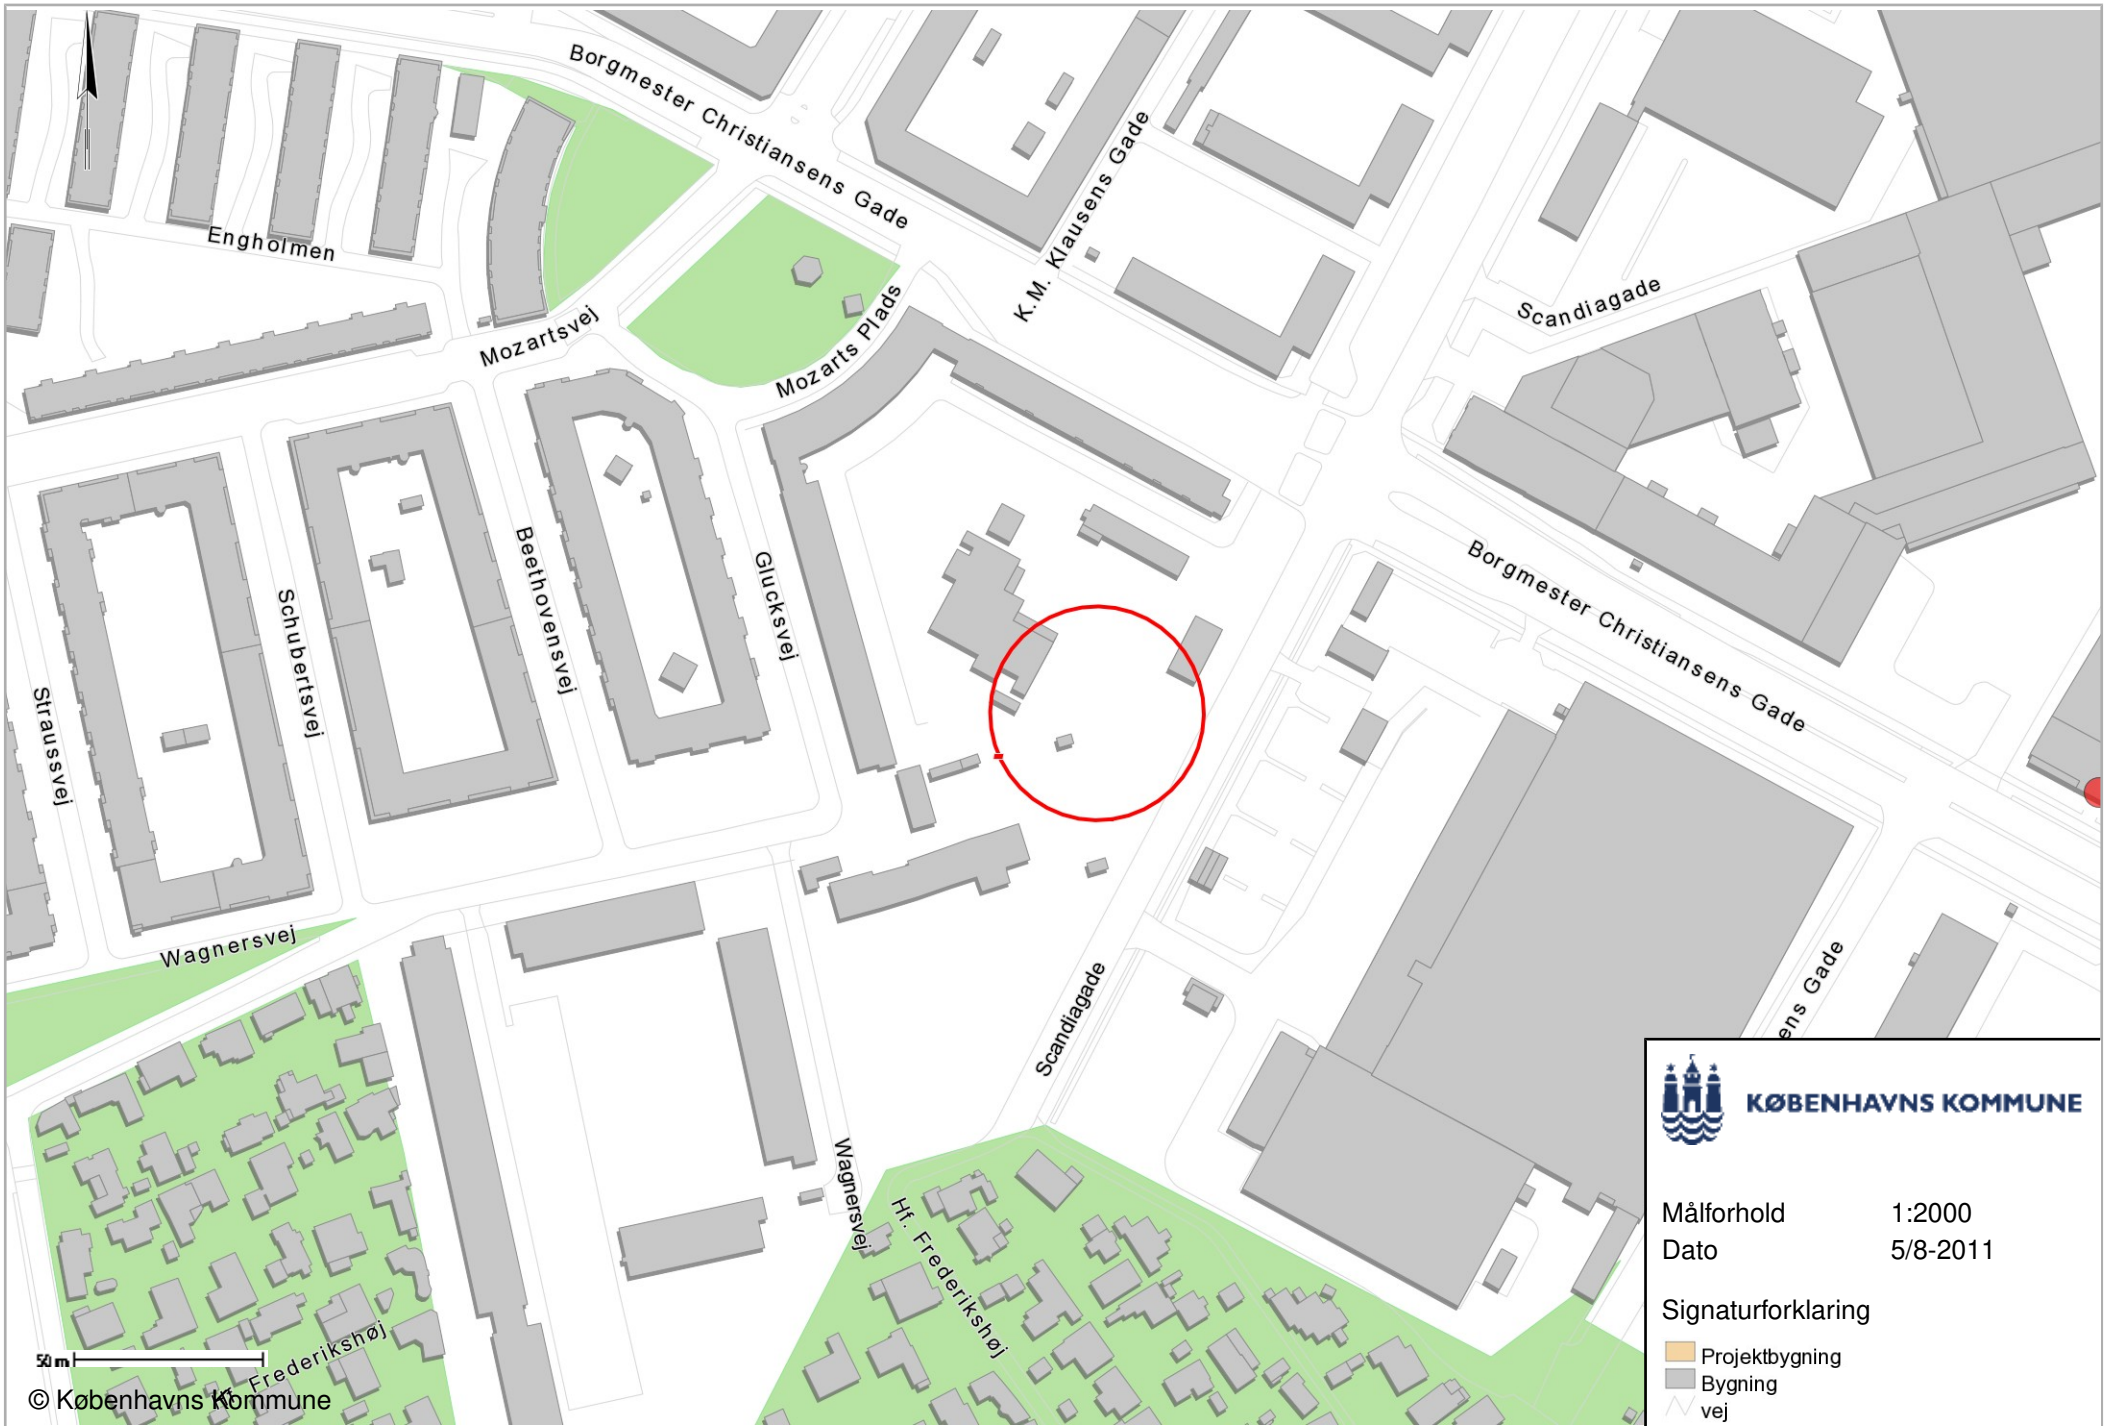 Borgmester Christiansens Gade
K.M. Klausens Gade
Engholmen
Scandiagade
Mozartsvej
Mozarts Plads
Borgmester Christiansens Gade
Beethovensvej
Glucksvej
Schubertsvej
Straussvej
Wagnersvej
Scandiagade
ens Gade
Wagnersvej
Hf. Frederikshøj
Frederikshøj
50 m
© Københavns Kommune
KØBENHAVNS KOMMUNE
Målforhold 1:2000
Dato 5/8-2011
Signaturforklaring
Projektbygning
Bygning
vej